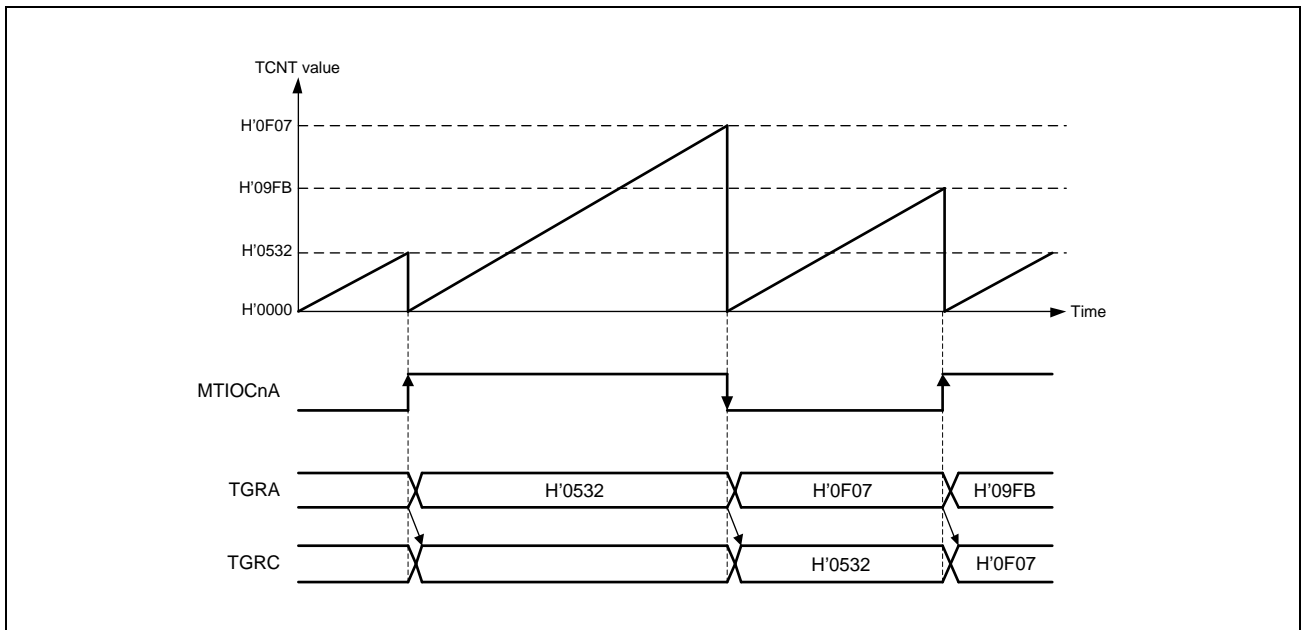 TCNT value
H'0F07
H'09FB
H'0532
H'0000
Time
MTIOCnA
TGRA
H'0532
H'0F07
H'09FB
TGRC
H'0532
H'0F07